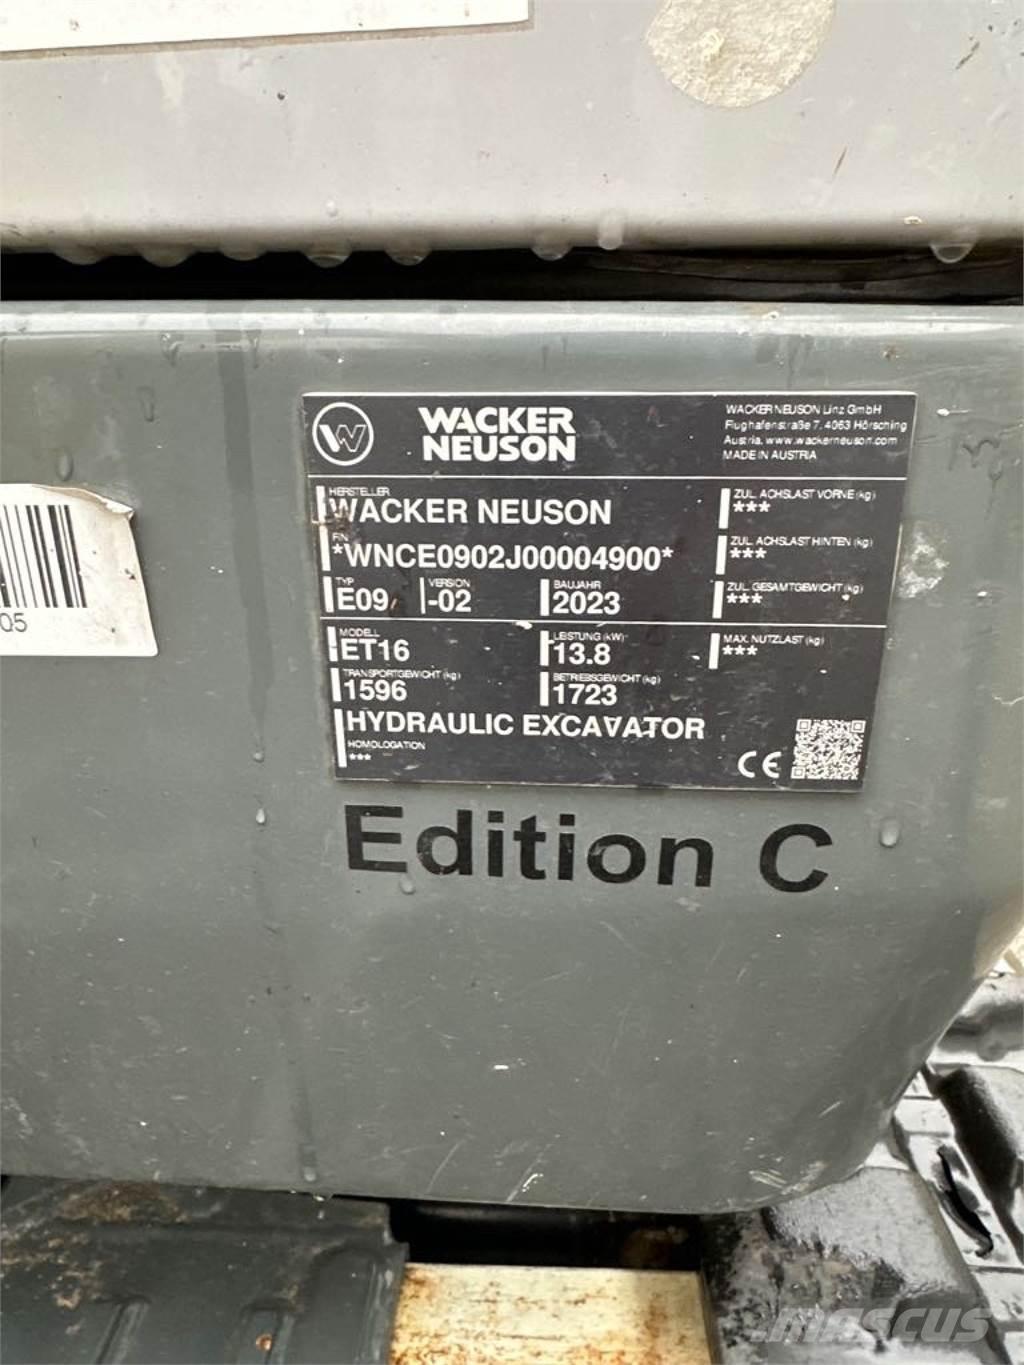 WACKER
NEUSON
WACKER NEUSON Linz GmbH
Flughafenstraße 7, 4063 Hörsching
Austria, www.wackerneuson.com
MADE IN AUSTRIA
HERSTELLER
WACKER NEUSON
FIN
*WNCE0902J00004900*
TYP VERSION BAUJAHR
E09 -02 2023
ZUL. ACHSLAST VORNE (kg)
***
ZUL. ACHSLAST HINTEN (kg)
***
ZUL. GESAMTGEWICHT (kg)
***
MODELL LEISTUNG (kW)
ET16 13.8
MAX. NUTZLAST (kg)
***
TRANSPORTGEWICHT (kg) BETRIEBSGEWICHT (kg)
1596 1723
HYDRAULIC EXCAVATOR
HOMOLOGATION
***
CE
Edition C
05
MASCUS